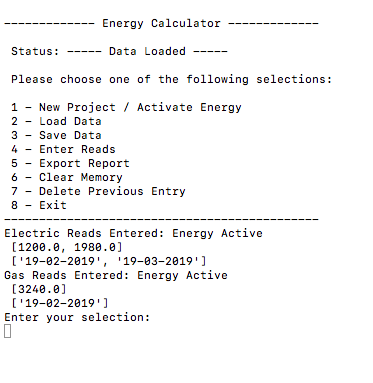 ------------- Energy Calculator -------------
Status: ----- Data Loaded -----
Please choose one of the following selections:
1 - New Project / Activate Energy
2 - Load Data
3 - Save Data
4 - Enter Reads
5 - Export Report
6 - Clear Memory
7 - Delete Previous Entry
8 - Exit
---------------------------------------------
Electric Reads Entered: Energy Active
[1200.0, 1980.0]
['19-02-2019', '19-03-2019']
Gas Reads Entered: Energy Active
[3240.0]
['19-02-2019']
Enter your selection: